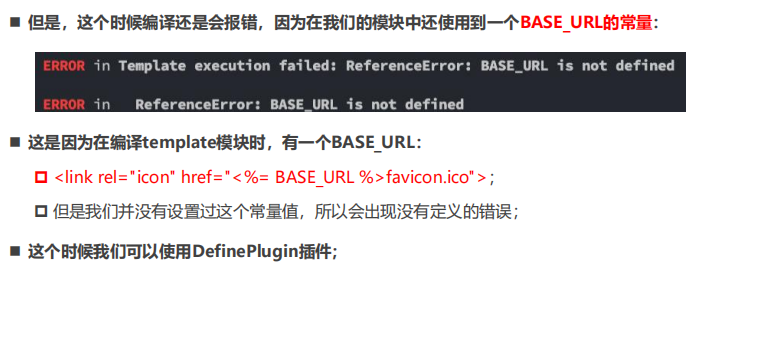 但是，这个时候编译还是会报错，因为在我们的模块中还使用到一个BASE_URL的常量：
ERROR in Template execution failed: ReferenceError: BASE_URL is not defined
ERROR in   ReferenceError: BASE_URL is not defined
这是因为在编译template模块时，有一个BASE_URL：
<link rel="icon" href="<%= BASE_URL %>favicon.ico">；
但是我们并没有设置过这个常量值，所以会出现没有定义的错误；
这个时候我们可以使用DefinePlugin插件；